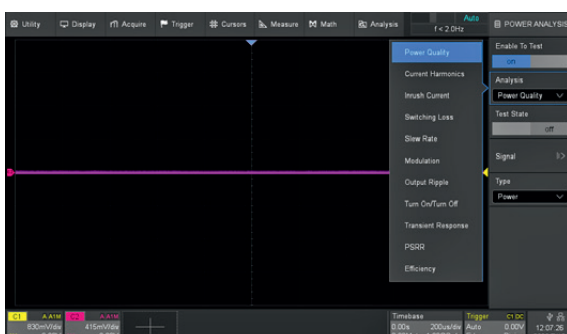 Utility Display Acquire Trigger Cursors Measure Math Analysis Auto
f < 2.0Hz
POWER ANALYSIS
Enable To Test
on
Analysis
Power Quality
Test State
off
Signal
Type
Power
Power Quality
Current Harmonics
Inrush Current
Switching Loss
Slew Rate
Modulation
Output Ripple
Turn On/Turn Off
Transient Response
PSRR
Efficiency
C1 C2 Timebase Trigger C1 DC
830mV/div 415mV/div 0.00s 200us/div Auto 0.00V 12:07:26